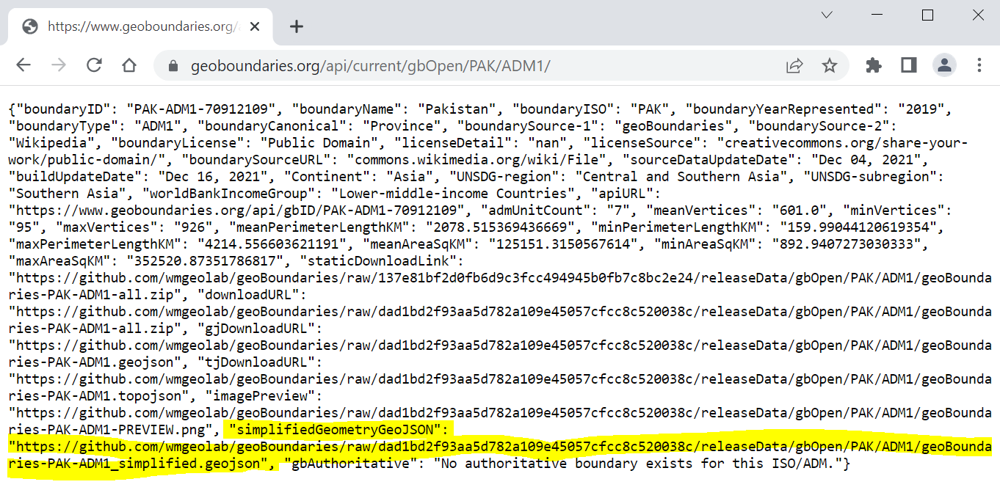 https://www.geoboundaries.org/a
geoboundaries.org/api/current/gbOpen/PAK/ADM1/
{"boundaryID": "PAK-ADM1-70912109", "boundaryName": "Pakistan", "boundaryISO": "PAK", "boundaryYearRepresented": "2019",
"boundaryType": "ADM1", "boundaryCanonical": "Province", "boundarySource-1": "geoBoundaries", "boundarySource-2":
"Wikipedia", "boundaryLicense": "Public Domain", "licenseDetail": "nan", "licenseSource": "creativecommons.org/share-your-
work/public-domain/", "boundarySourceURL": "commons.wikimedia.org/wiki/File", "sourceDataUpdateDate": "Dec 04, 2021",
"buildUpdateDate": "Dec 16, 2021", "Continent": "Asia", "UNSDG-region": "Central and Southern Asia", "UNSDG-subregion":
"Southern Asia", "worldBankIncomeGroup": "Lower-middle-income Countries", "apiURL":
"https://www.geoboundaries.org/api/gbID/PAK-ADM1-70912109", "admUnitCount": "7", "meanVertices": "601.0", "minVertices":
"95", "maxVertices": "926", "meanPerimeterLengthKM": "2078.515369436669", "minPerimeterLengthKM": "159.99044120619354",
"maxPerimeterLengthKM": "4214.556603621191", "meanAreaSqKM": "125151.3150567614", "minAreaSqKM": "892.9407273030333",
"maxAreaSqKM": "352520.87351786817", "staticDownloadLink":
"https://github.com/wmgeolab/geoBoundaries/raw/137e81bf2d0fb6d9c3fcc494945b0fb7c8bc2e24/releaseData/gbOpen/PAK/ADM1/geoBounda
ries-PAK-ADM1-all.zip", "downloadURL":
"https://github.com/wmgeolab/geoBoundaries/raw/dad1bd2f93aa5d782a109e45057cfcc8c520038c/releaseData/gbOpen/PAK/ADM1/geoBounda
ries-PAK-ADM1-all.zip", "gjDownloadURL":
"https://github.com/wmgeolab/geoBoundaries/raw/dad1bd2f93aa5d782a109e45057cfcc8c520038c/releaseData/gbOpen/PAK/ADM1/geoBounda
ries-PAK-ADM1.geojson", "tjDownloadURL":
"https://github.com/wmgeolab/geoBoundaries/raw/dad1bd2f93aa5d782a109e45057cfcc8c520038c/releaseData/gbOpen/PAK/ADM1/geoBounda
ries-PAK-ADM1.topojson", "imagePreview":
"https://github.com/wmgeolab/geoBoundaries/raw/dad1bd2f93aa5d782a109e45057cfcc8c520038c/releaseData/gbOpen/PAK/ADM1/geoBounda
ries-PAK-ADM1-PREVIEW.png", "simplifiedGeometryGeoJSON":
"https://github.com/wmgeolab/geoBoundaries/raw/dad1bd2f93aa5d782a109e45057cfcc8c520038c/releaseData/gbOpen/PAK/ADM1/geoBounda
ries-PAK-ADM1_simplified.geojson", "gbAuthoritative": "No authoritative boundary exists for this ISO/ADM."}